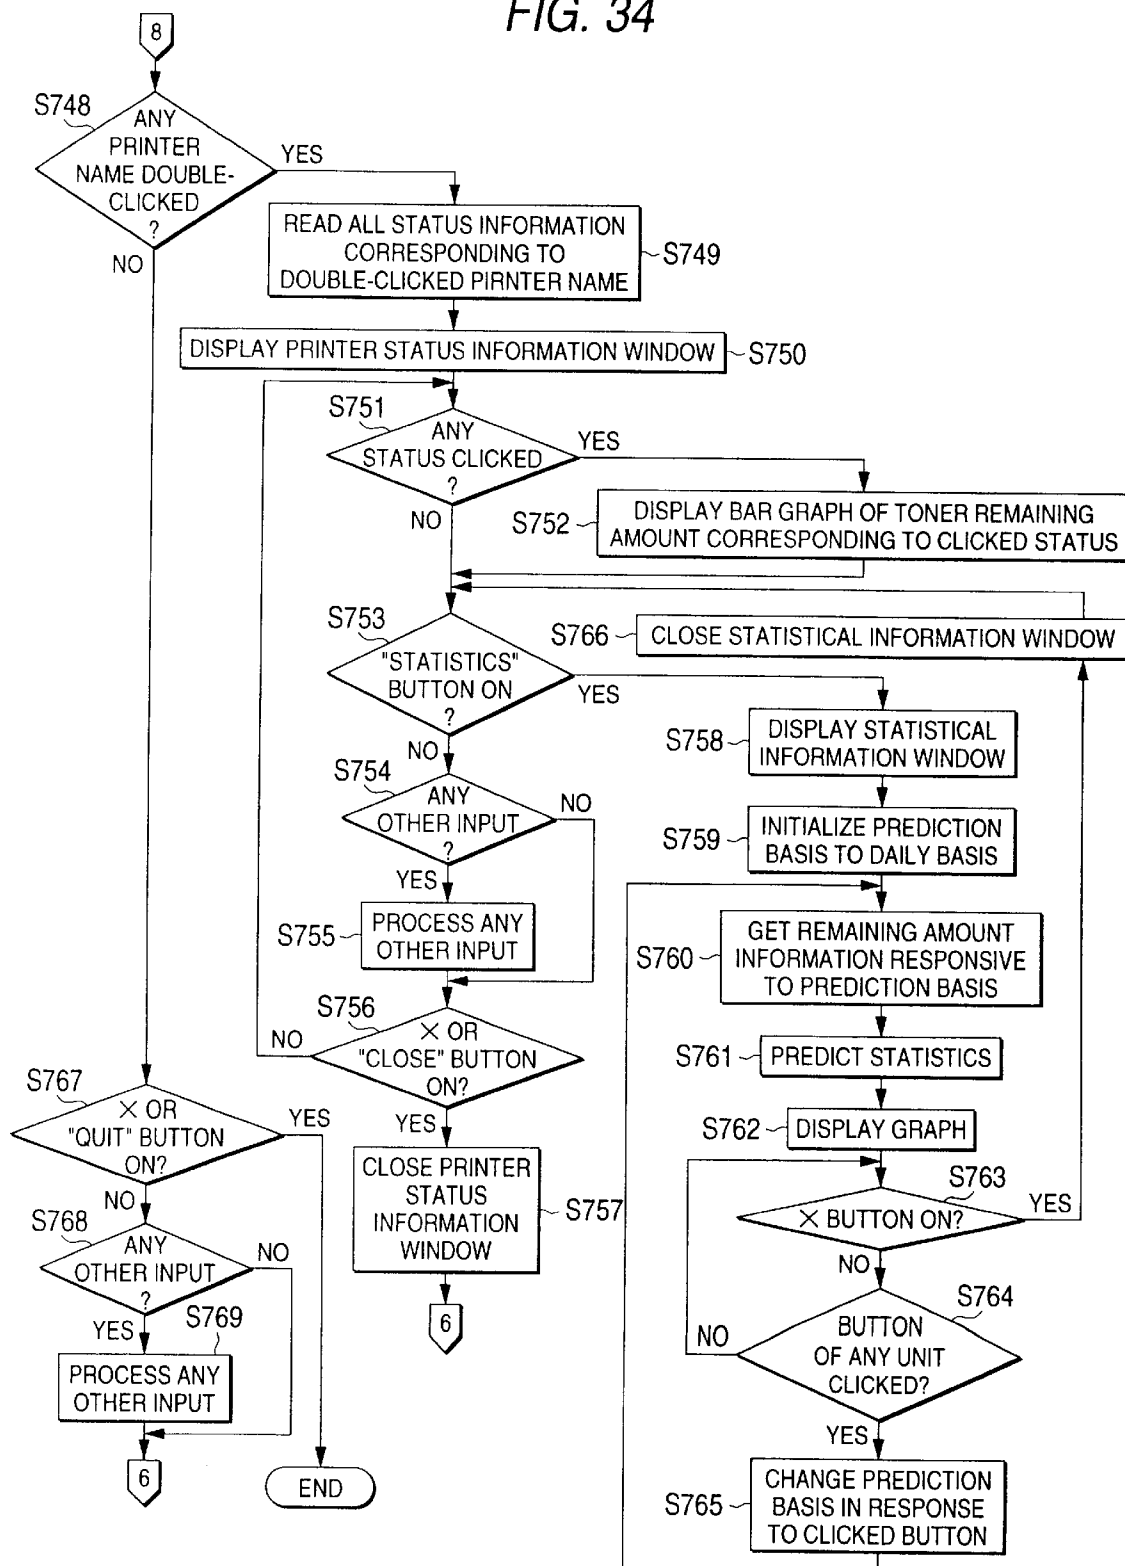 FIG. 34
8
S748
ANY
PRINTER
NAME DOUBLE-
CLICKED
?
YES
NO
READ ALL STATUS INFORMATION
CORRESPONDING TO
DOUBLE-CLICKED PIRNTER NAME
S749
DISPLAY PRINTER STATUS INFORMATION WINDOW
S750
S751
ANY
STATUS CLICKED
?
YES
NO
S752
DISPLAY BAR GRAPH OF TONER REMAINING
AMOUNT CORRESPONDING TO CLICKED STATUS
S753
"STATISTICS"
BUTTON ON
?
YES
NO
S766
CLOSE STATISTICAL INFORMATION WINDOW
S758
DISPLAY STATISTICAL
INFORMATION WINDOW
S754
ANY
OTHER INPUT
?
NO
YES
S759
INITIALIZE PREDICTION
BASIS TO DAILY BASIS
S755
PROCESS ANY
OTHER INPUT
S760
GET REMAINING AMOUNT
INFORMATION RESPONSIVE
TO PREDICTION BASIS
S756
× OR
"CLOSE" BUTTON
ON?
NO
YES
S761
PREDICT STATISTICS
S762
DISPLAY GRAPH
S767
× OR
"QUIT" BUTTON
ON?
YES
NO
CLOSE PRINTER
STATUS
INFORMATION
WINDOW
S757
6
S763
× BUTTON ON?
YES
NO
S768
ANY
OTHER INPUT
?
NO
YES
S769
PROCESS ANY
OTHER INPUT
6
END
S764
BUTTON
OF ANY UNIT
CLICKED?
NO
YES
S765
CHANGE PREDICTION
BASIS IN RESPONSE
TO CLICKED BUTTON